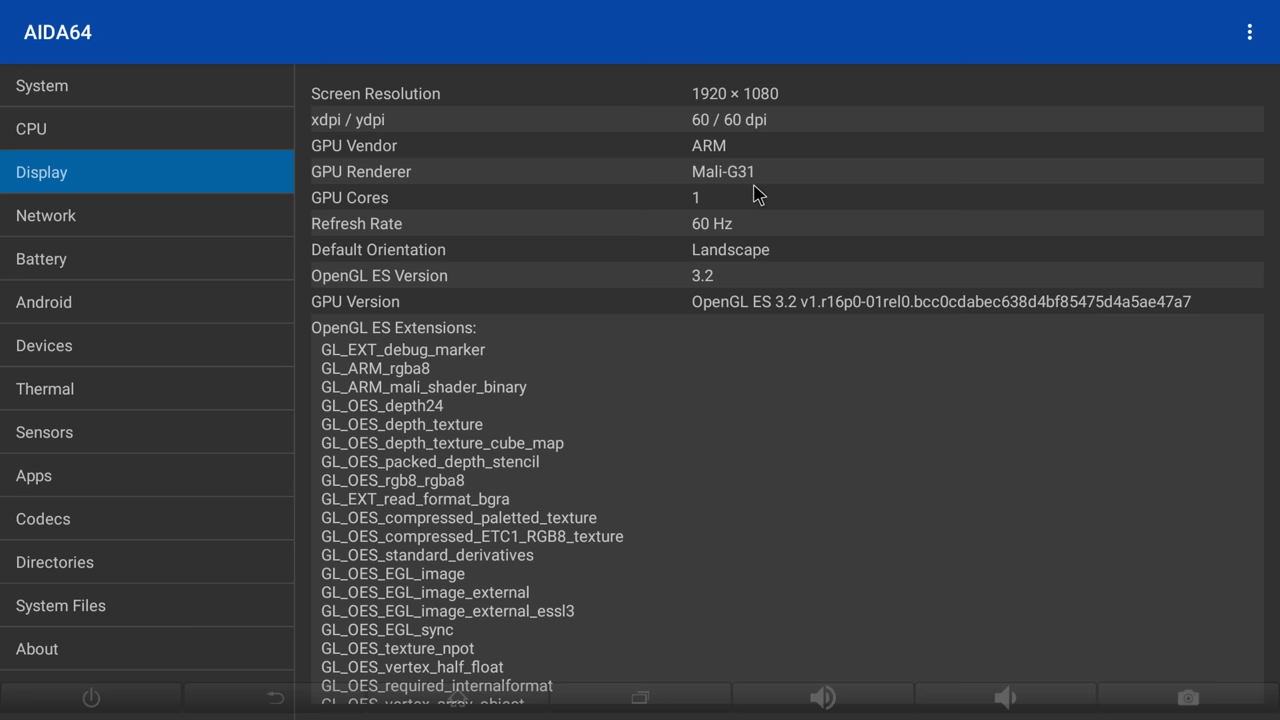 AIDA64
System
CPU
Display
Network
Battery
Android
Devices
Thermal
Sensors
Apps
Codecs
Directories
System Files
About
Screen Resolution 1920 × 1080
xdpi / ydpi 60 / 60 dpi
GPU Vendor ARM
GPU Renderer Mali-G31
GPU Cores 1
Refresh Rate 60 Hz
Default Orientation Landscape
OpenGL ES Version 3.2
GPU Version OpenGL ES 3.2 v1.r16p0-01rel0.bcc0cdabec638d4bf85475d4a5ae47a7
OpenGL ES Extensions:
GL_EXT_debug_marker
GL_ARM_rgba8
GL_ARM_mali_shader_binary
GL_OES_depth24
GL_OES_depth_texture
GL_OES_depth_texture_cube_map
GL_OES_packed_depth_stencil
GL_OES_rgb8_rgba8
GL_EXT_read_format_bgra
GL_OES_compressed_paletted_texture
GL_OES_compressed_ETC1_RGB8_texture
GL_OES_standard_derivatives
GL_OES_EGL_image
GL_OES_EGL_image_external
GL_OES_EGL_image_external_essl3
GL_OES_EGL_sync
GL_OES_texture_npot
GL_OES_vertex_half_float
GL_OES_required_internalformat
GL_OES_vertex_array_object